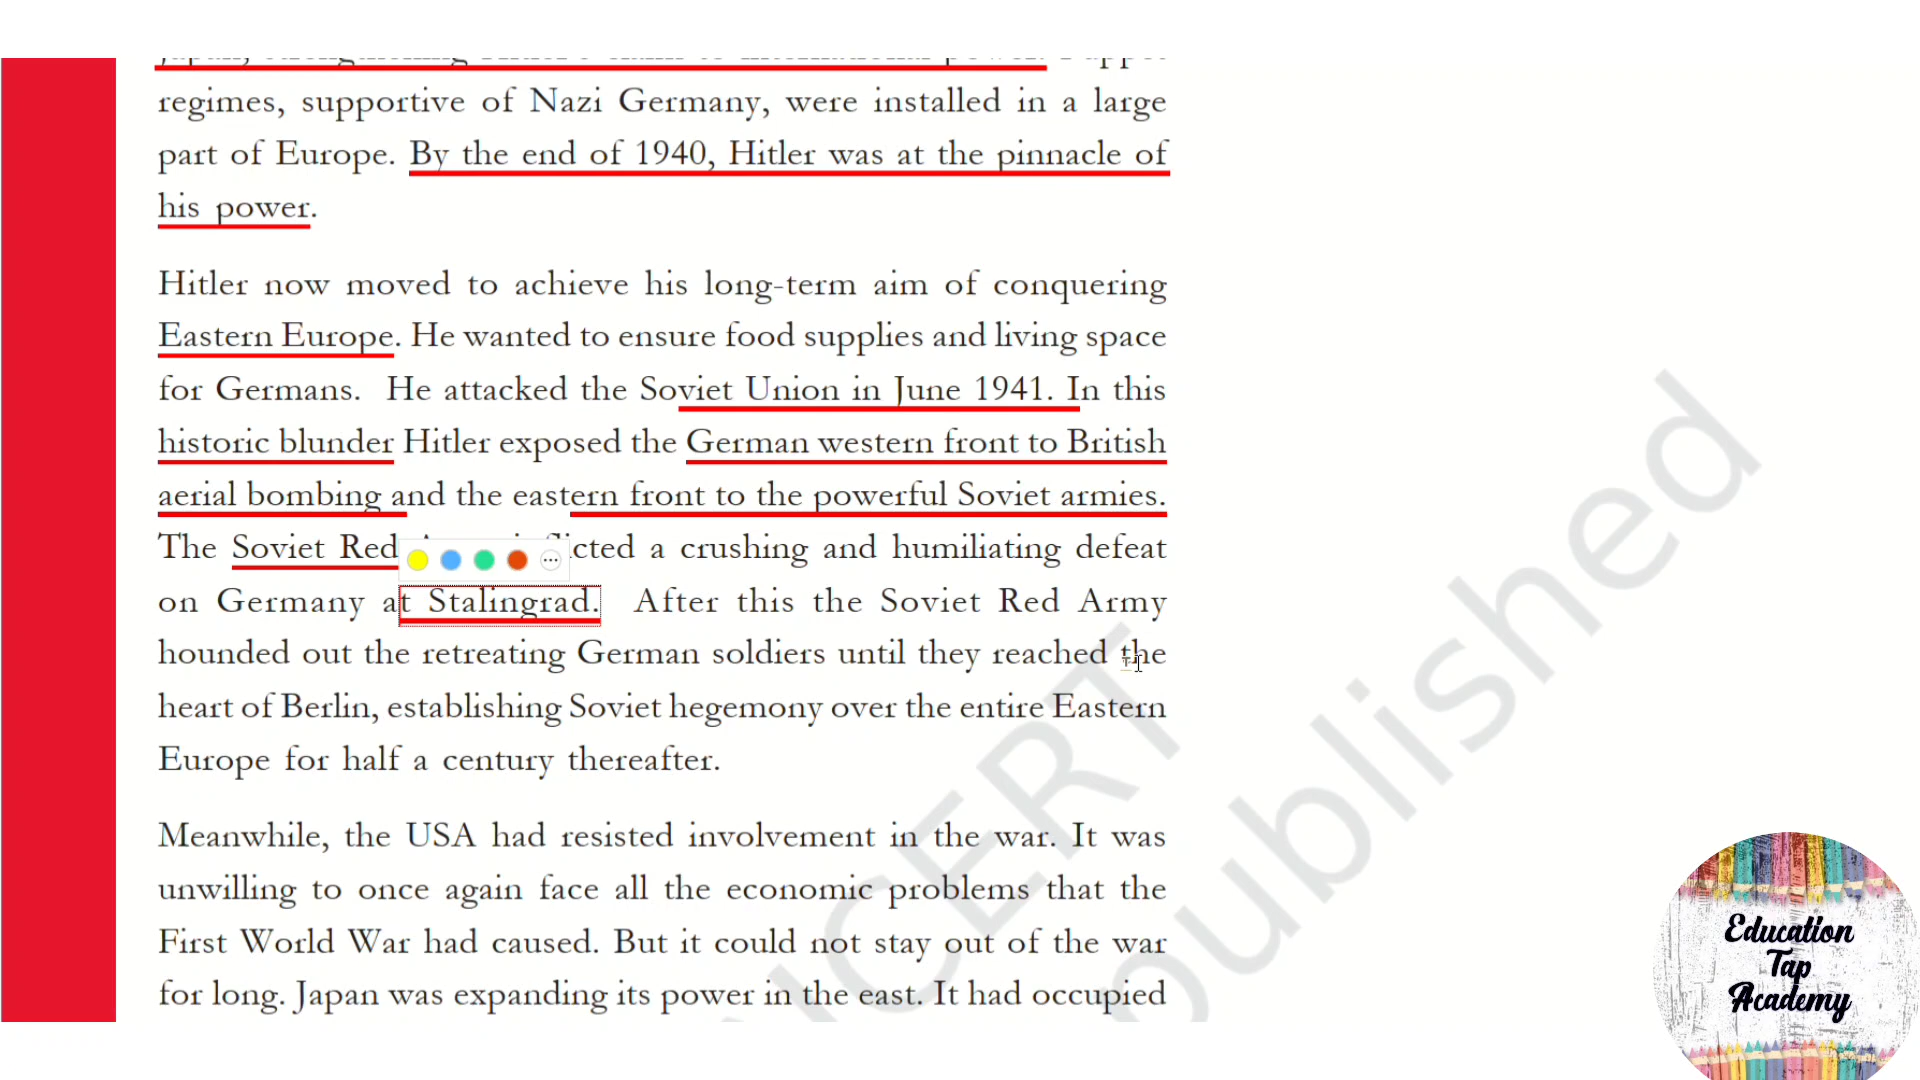 regimes, supportive of Nazi Germany, were installed in a large
part of Europe. By the end of 1940, Hitler was at the pinnacle of
his power.
Hitler now moved to achieve his long-term aim of conquering
Eastern Europe. He wanted to ensure food supplies and living space
for Germans. He attacked the Soviet Union in June 1941. In this
historic blunder Hitler exposed the German western front to British
aerial bombing and the eastern front to the powerful Soviet armies.
The Soviet Red a crushing and humiliating defeat
on Germany at Stalingrad. After this the Soviet Red Army
hounded out the retreating German soldiers until they reached the
heart of Berlin, establishing Soviet hegemony over the entire Eastern
Europe for half a century thereafter.
Meanwhile, the USA had resisted involvement in the war. It was
unwilling to once again face all the economic problems that the
First World War had caused. But it could not stay out of the war
for long. Japan was expanding its power in the east. It had occupied
Education
Tap
Academy